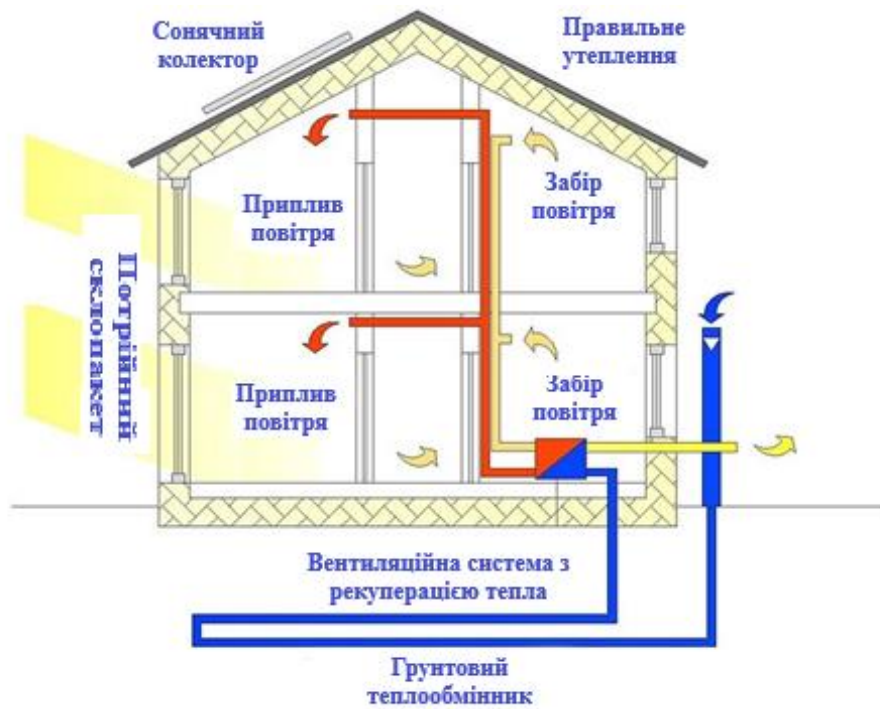 Сонячний
колектор
Правильне
утеплення
Приплив
повітря
Забір
повітря
Потрійний
склопакет
Приплив
повітря
Забір
повітря
Вентиляційна система з
рекуперацією тепла
Грунтовий
теплообмінник